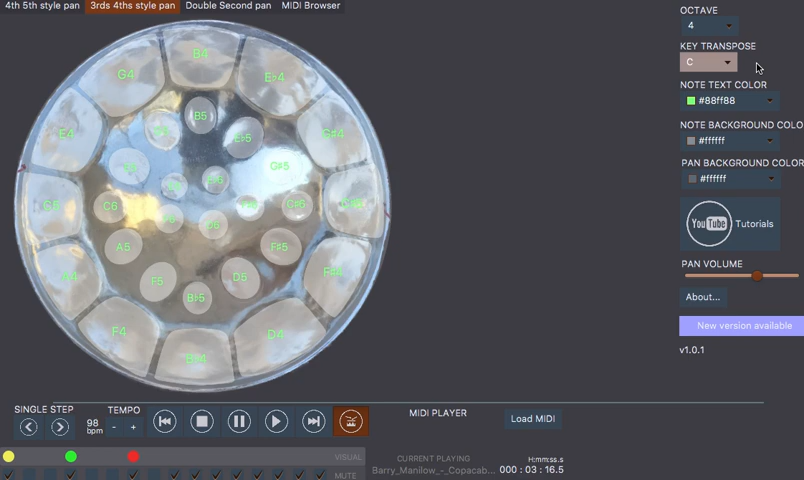 4th 5th style pan
3rds 4ths style pan
Double Second pan
MIDI Browser
OCTAVE
4
KEY TRANSPOSE
C
NOTE TEXT COLOR
#88ff88
NOTE BACKGROUND COLO
#ffffff
PAN BACKGROUND COLOR
#ffffff
YouTube Tutorials
PAN VOLUME
About...
New version available
v1.0.1
B4
G4
E♭4
E4
G#4
B5
E♭5
G#5
C6
G#6
A5
F#5
F5
D5
B♭5
A4
F#4
F4
D4
SINGLE STEP
TEMPO
98
bpm
- +
MIDI PLAYER
Load MIDI
VISUAL
MUTE
CURRENT PLAYING
Barry_Manilow_-_Copacab...
H:mm:ss.s
000 : 03 : 16.5